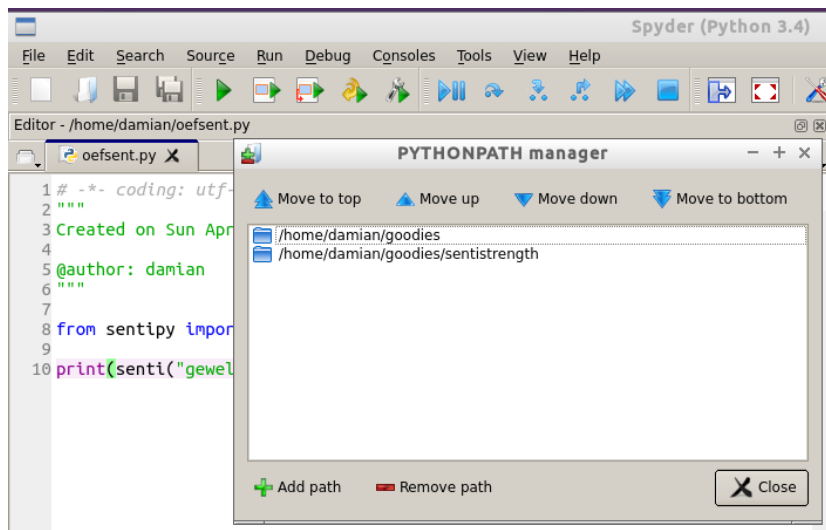 Spyder (Python 3.4)
File Edit Search Source Run Debug Consoles Tools View Help
Editor - /home/damian/oefsent.py
oefsent.py
PYTHONPATH manager
Move to top Move up Move down Move to bottom
/home/damian/goodies
/home/damian/goodies/sentistrength
Add path Remove path Close
1 # -*- coding: utf-
2 """
3 Created on Sun Apr
4
5 @author: damian
6 """
7
8 from sentipy impor
9
10 print(senti("gewel